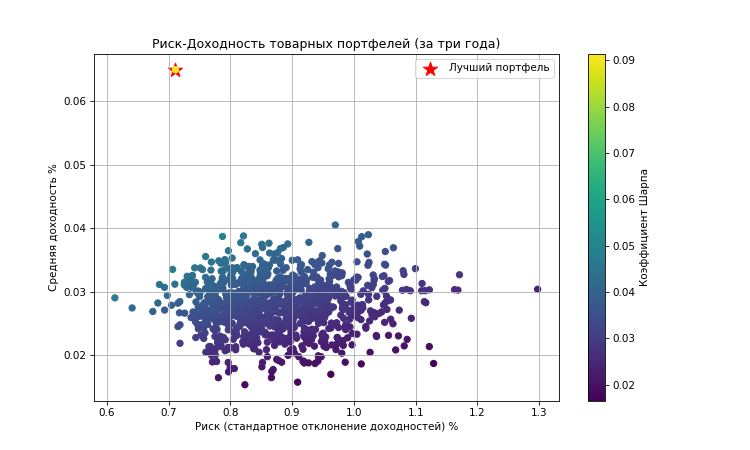 Риск-Доходность товарных портфелей (за три года)
Лучший портфель
Средняя доходность %
0.06
0.05
0.04
0.03
0.02
0.6 0.7 0.8 0.9 1.0 1.1 1.2 1.3
Риск (стандартное отклонение доходностей) %
0.09
0.08
0.07
0.06
0.05
0.04
0.03
0.02
Коэффициент Шарпа